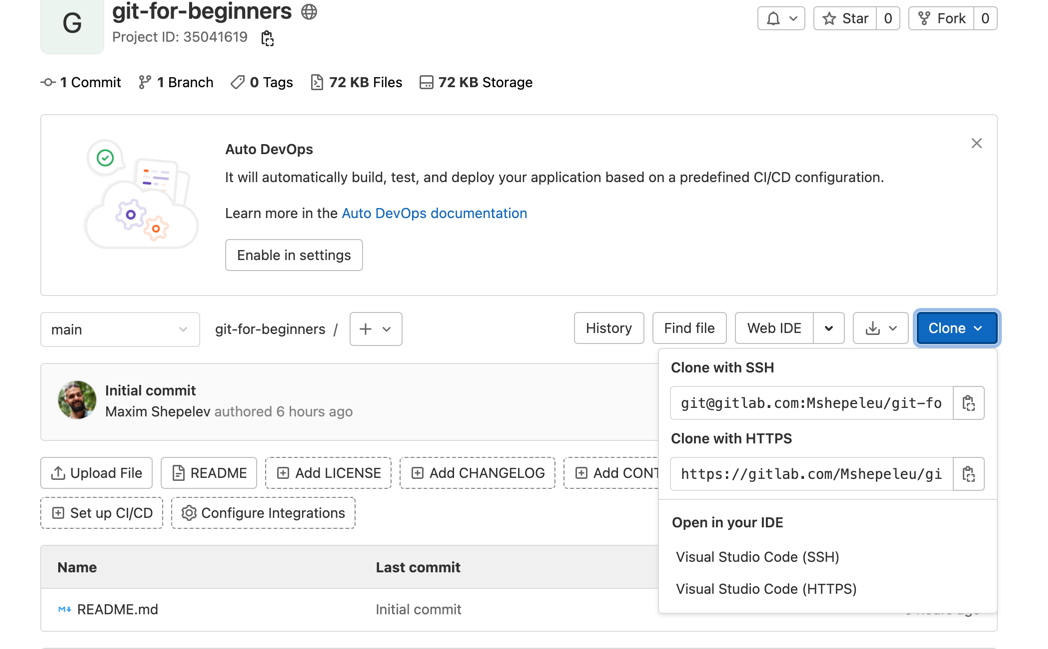 G
git-for-beginners
Project ID: 35041619
Star 0
Fork 0
1 Commit 1 Branch 0 Tags 72 KB Files 72 KB Storage
Auto DevOps
It will automatically build, test, and deploy your application based on a predefined CI/CD configuration.
Learn more in the Auto DevOps documentation
Enable in settings
main git-for-beginners / History Find file Web IDE Clone
Clone with SSH
git@gitlab.com:Mshepeleu/git-fo
Clone with HTTPS
https://gitlab.com/Mshepeleu/gi
Open in your IDE
Visual Studio Code (SSH)
Visual Studio Code (HTTPS)
Initial commit
Maxim Shepelev authored 6 hours ago
Upload File README Add LICENSE Add CHANGELOG Add CONT
Set up CI/CD Configure Integrations
Name Last commit
README.md Initial commit